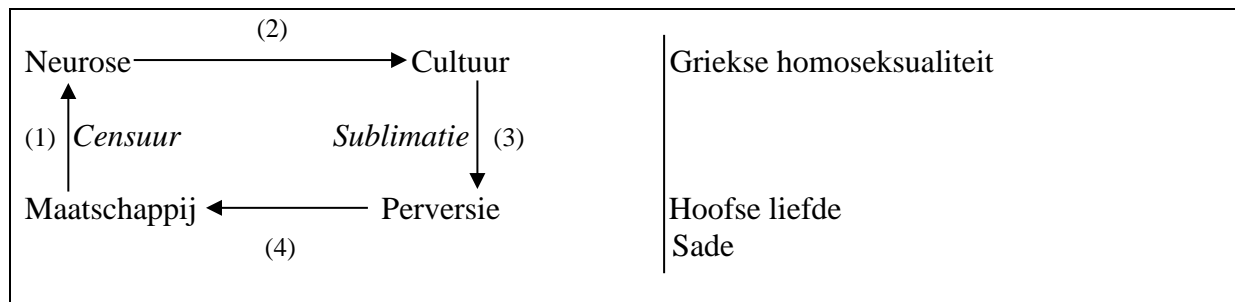 (2)
Neurose Cultuur Griekse homoseksualiteit
(1) Censuur Sublimatie (3)
Maatschappij Perversie Hoofse liefde
(4) Sade